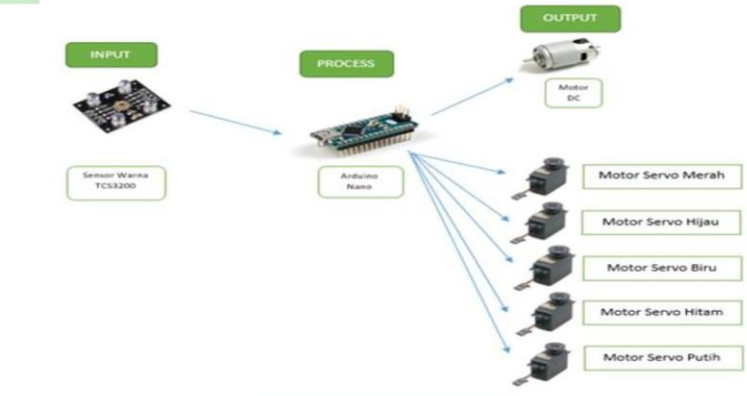 OUTPUT
INPUT
PROCESS
Motor
DC
Sensor Warna
TCS3200
Arduino
Nano
Motor Servo Merah
Motor Servo Hijau
Motor Servo Biru
Motor Servo Hitam
Motor Servo Putih